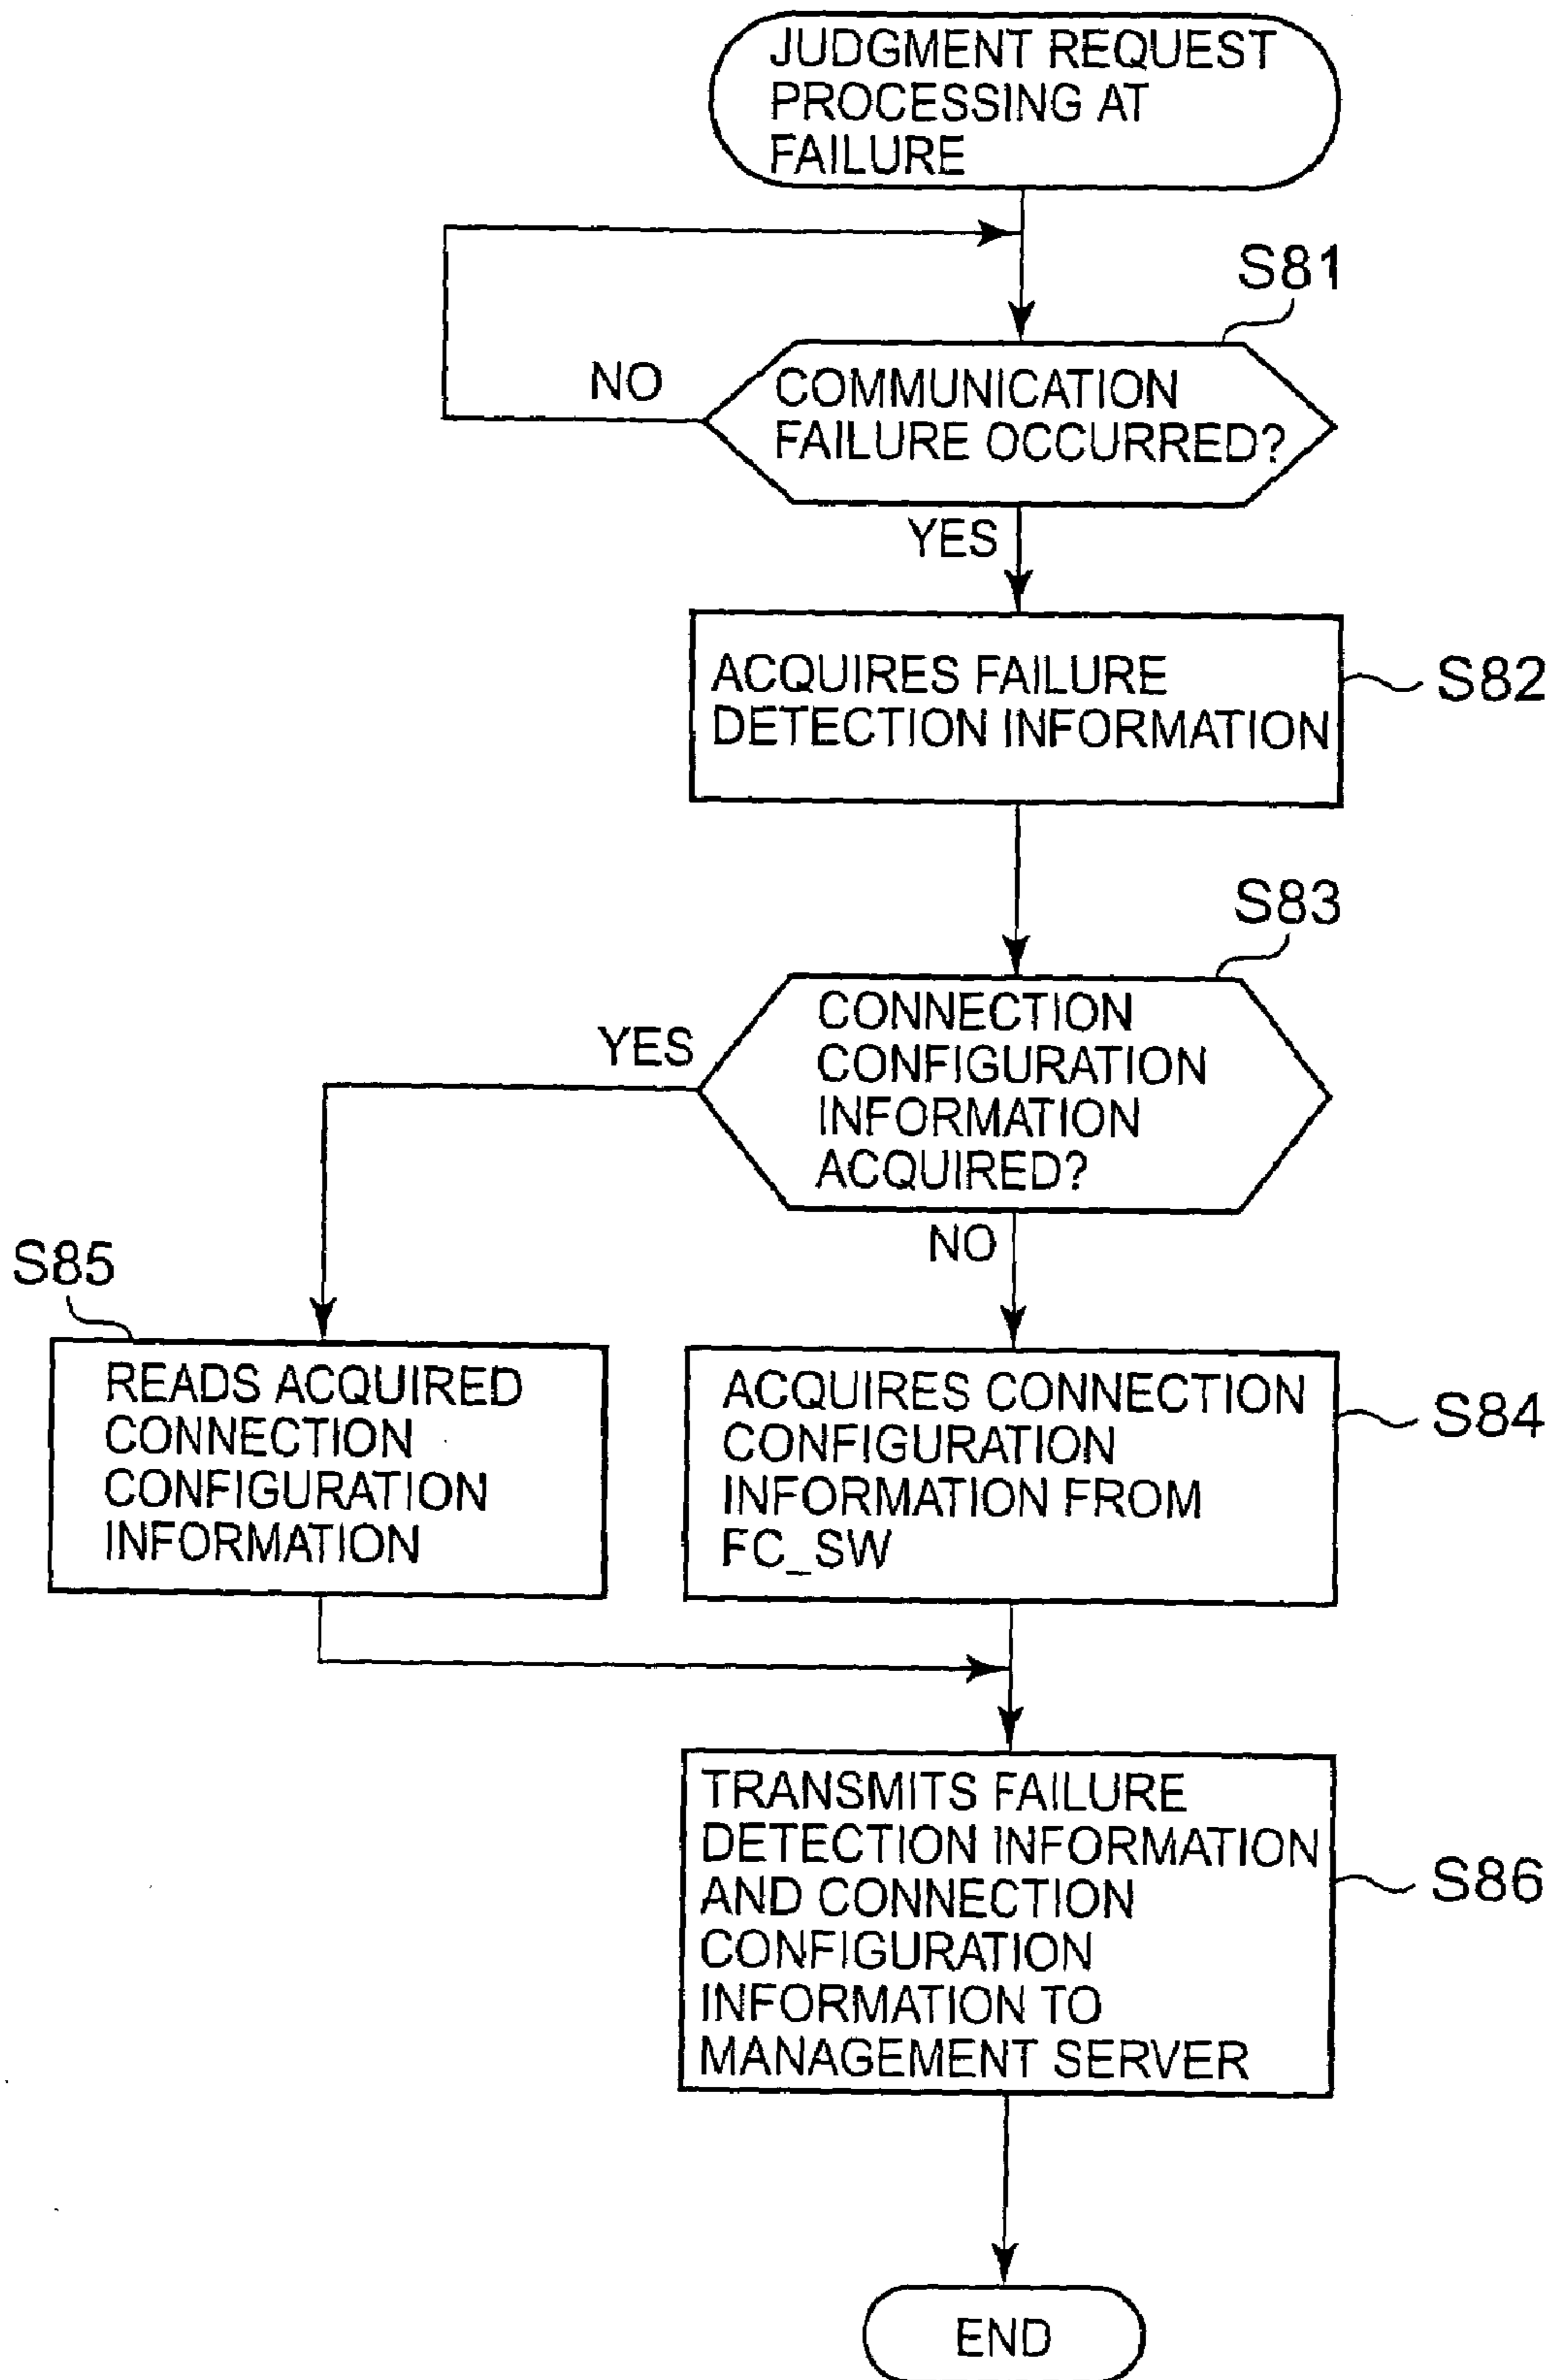 JUDGMENT REQUEST
PROCESSING AT
FAILURE
S81
NO
COMMUNICATION
FAILURE OCCURRED?
YES
ACQUIRES FAILURE
DETECTION INFORMATION
S82
S83
YES
CONNECTION
CONFIGURATION
INFORMATION
ACQUIRED?
NO
S85
READS ACQUIRED
CONNECTION
CONFIGURATION
INFORMATION
ACQUIRES CONNECTION
CONFIGURATION
INFORMATION FROM
FC_SW
S84
TRANSMITS FAILURE
DETECTION INFORMATION
AND CONNECTION
CONFIGURATION
INFORMATION TO
MANAGEMENT SERVER
S86
END